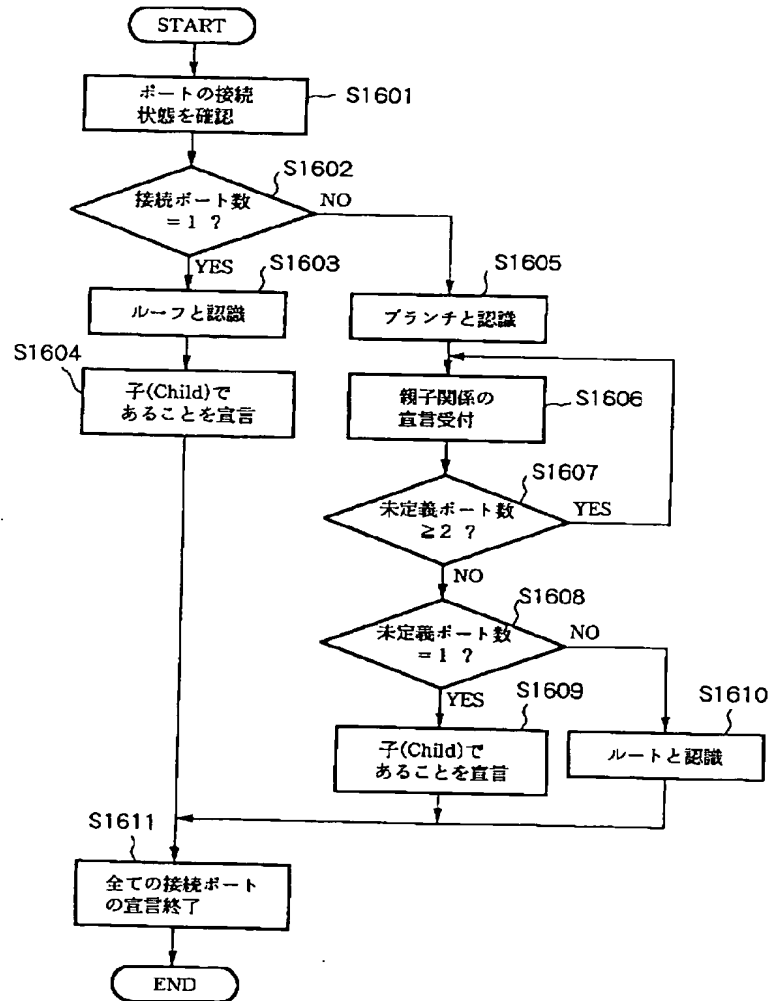 START
ポートの接続
状態を確認
S1601
S1602
接続ポート数
=1 ?
NO
YES
S1603
ルーフと認識
S1604
子(Child)で
あることを宣言
S1605
ブランチと認識
親子関係の
宣言受付
S1606
S1607
未定義ポート数
≧2 ?
YES
NO
S1608
未定義ポート数
=1 ?
NO
YES
S1609
子(Child)で
あることを宣言
S1610
ルートと認識
S1611
全ての接続ポート
の宣言終了
END